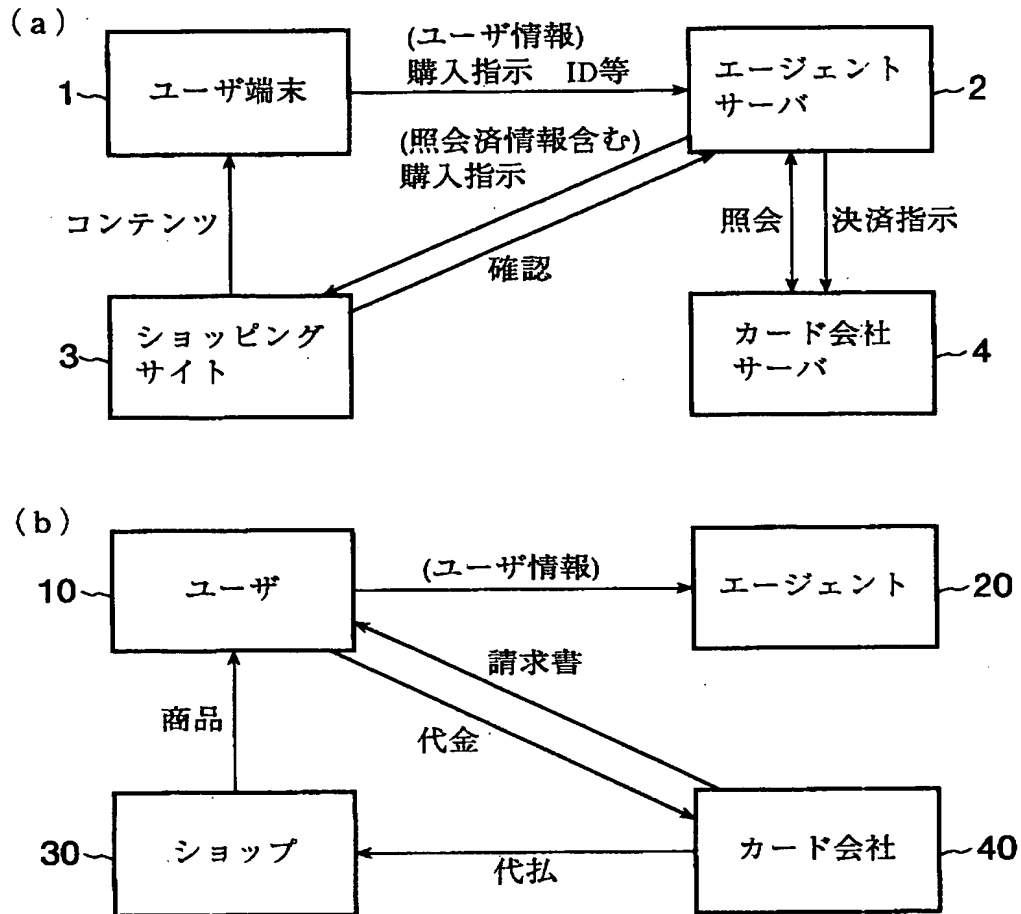 (a)
(ユーザ情報)
購入指示 ID等
1
ユーザ端末
エージェント
サーバ
2
(照会済情報含む)
購入指示
コンテンツ
照会
決済指示
確認
3
ショッピング
サイト
カード会社
サーバ
4
(b)
10
ユーザ
(ユーザ情報)
エージェント
20
請求書
商品
代金
30
ショップ
代払
カード会社
40